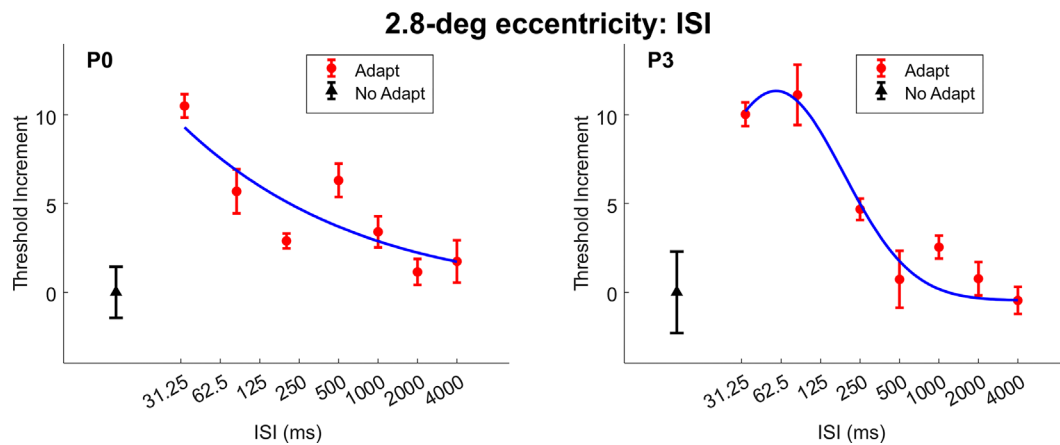 2.8-deg eccentricity: ISI
P0
Adapt
No Adapt
Threshold Increment
10
5
0
31.25
62.5
125
250
500
1000
2000
4000
ISI (ms)
P3
Adapt
No Adapt
Threshold Increment
10
5
0
31.25
62.5
125
250
500
1000
2000
4000
ISI (ms)